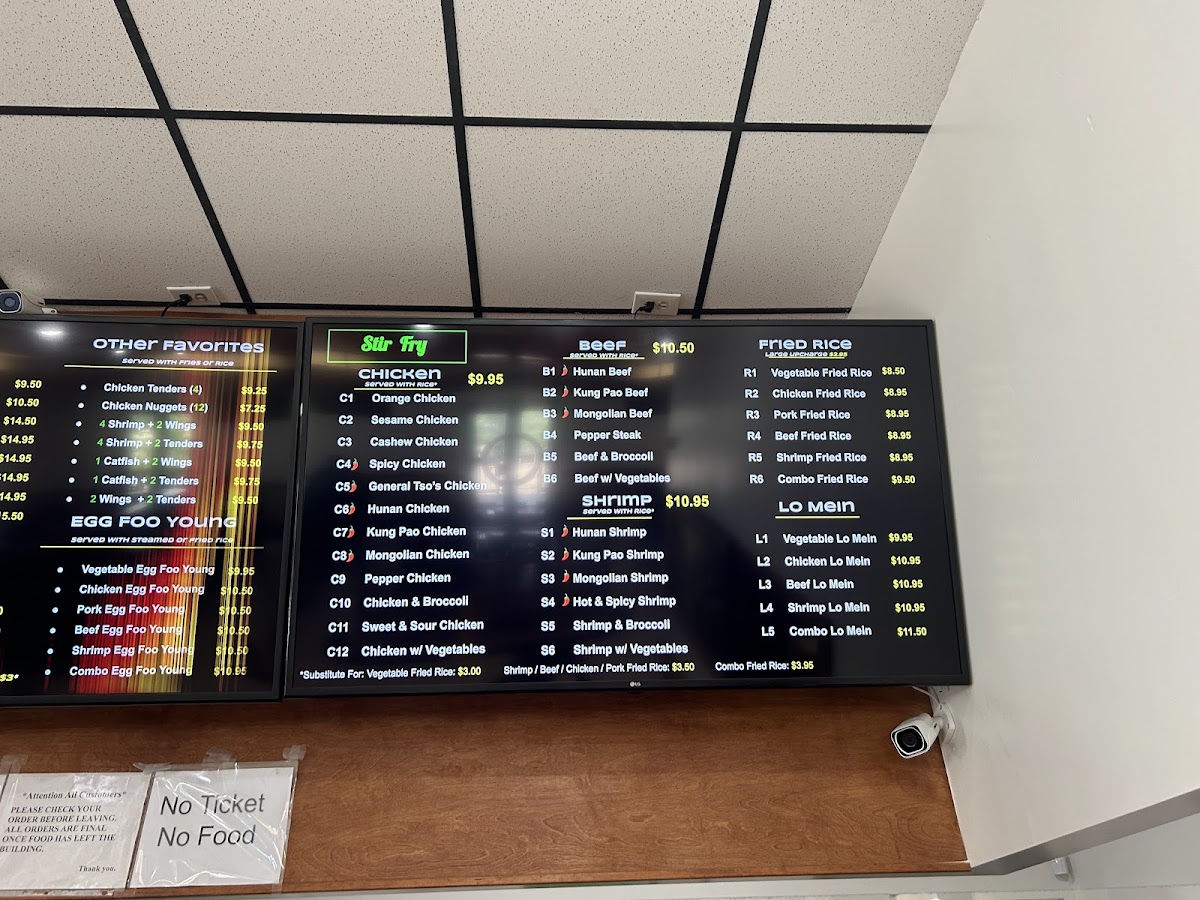 $9.50
$10.50
$14.50
$14.95
$14.95
$14.95
14.95
5.50
$3*
Other Favorites
Served with Fries or Rice
Chicken Tenders (4) $9.25
Chicken Nuggets (12) $7.25
4 Shrimp + 2 Wings $9.50
4 Shrimp + 2 Tenders $9.75
1 Catfish + 2 Wings $9.50
1 Catfish + 2 Tenders $9.75
2 Wings + 2 Tenders $9.50
Egg Foo Young
Served with Steamed or Fried Rice
Vegetable Egg Foo Young $9.95
Chicken Egg Foo Young $10.50
Pork Egg Foo Young $10.50
Beef Egg Foo Young $10.50
Shrimp Egg Foo Young $10.50
Combo Egg Foo Young $10.95
Stir Fry
Chicken $9.95
Served with Rice*
C1 Orange Chicken
C2 Sesame Chicken
C3 Cashew Chicken
C4 Spicy Chicken
C5 General Tso's Chicken
C6 Hunan Chicken
C7 Kung Pao Chicken
C8 Mongolian Chicken
C9 Pepper Chicken
C10 Chicken & Broccoli
C11 Sweet & Sour Chicken
C12 Chicken w/ Vegetables
Beef $10.50
Served with Rice*
B1 Hunan Beef
B2 Kung Pao Beef
B3 Mongolian Beef
B4 Pepper Steak
B5 Beef & Broccoli
B6 Beef w/ Vegetables
Shrimp $10.95
Served with Rice*
S1 Hunan Shrimp
S2 Kung Pao Shrimp
S3 Mongolian Shrimp
S4 Hot & Spicy Shrimp
S5 Shrimp & Broccoli
S6 Shrimp w/ Vegetables
Fried Rice
Large Upcharge $3.95
R1 Vegetable Fried Rice $8.50
R2 Chicken Fried Rice $8.95
R3 Pork Fried Rice $8.95
R4 Beef Fried Rice $8.95
R5 Shrimp Fried Rice $8.95
R6 Combo Fried Rice $9.50
Lo Mein
L1 Vegetable Lo Mein $9.95
L2 Chicken Lo Mein $10.95
L3 Beef Lo Mein $10.95
L4 Shrimp Lo Mein $10.95
L5 Combo Lo Mein $11.50
*Substitute For: Vegetable Fried Rice: $3.00 Shrimp / Beef / Chicken / Pork Fried Rice: $3.50 Combo Fried Rice: $3.95
LG
"Attention All Customers"
PLEASE CHECK YOUR
ORDER BEFORE LEAVING.
ALL ORDERS ARE FINAL
ONCE FOOD HAS LEFT THE
BUILDING.
Thank you.
No Ticket
No Food